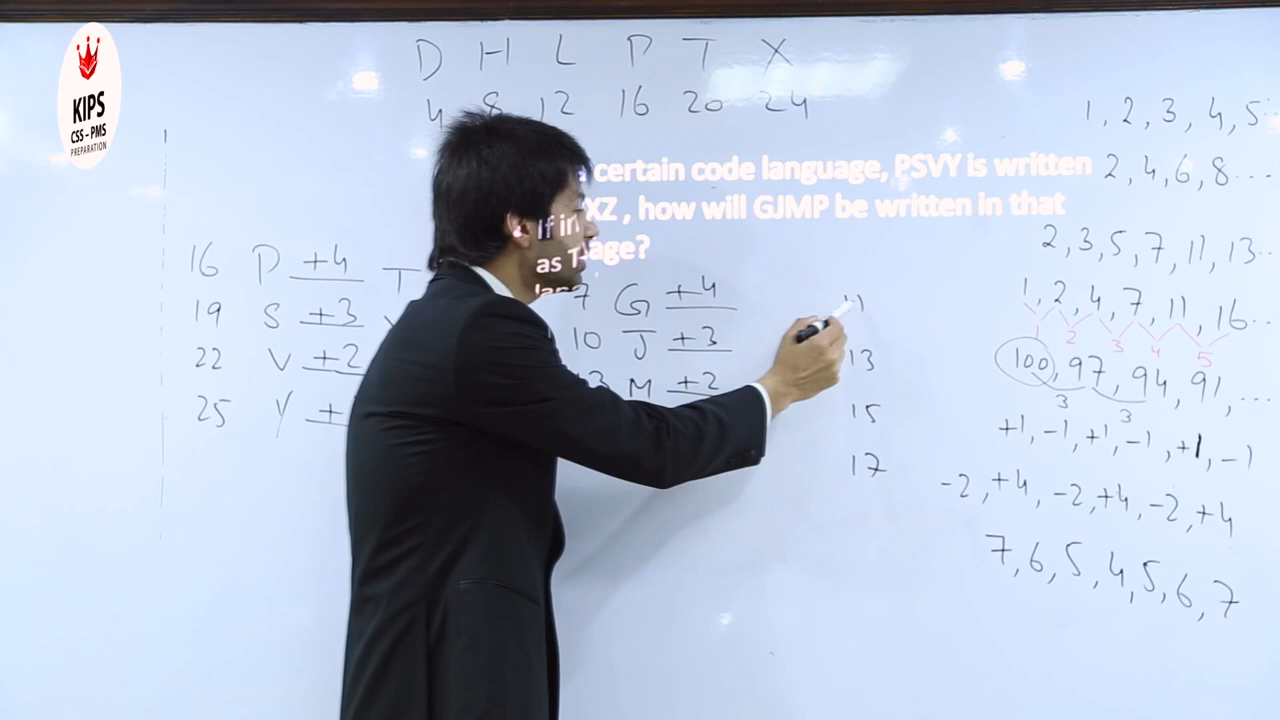 KIPS
CSS–PMS
PREPARATION
D H L P T X
4 8 12 16 20 24
certain code language, PSVY is written
If in XZ , how will GJMP be written in that
as T age?
lan
16 P +4 T
19 S +3
22 V +2
25 Y +
7 G +4
10 J +3
13 M +2
11
13
15
17
1, 2, 3, 4, 5..
2, 4, 6, 8....
2, 3, 5, 7, 11, 13..
1, 2, 4, 7, 11, 16..
1 2 3 4 5
100, 97, 94, 91, ...
3 3
+1, -1, +1, -1, +1, -1
-2, +4, -2, +4, -2, +4
7, 6, 5, 4, 5, 6, 7